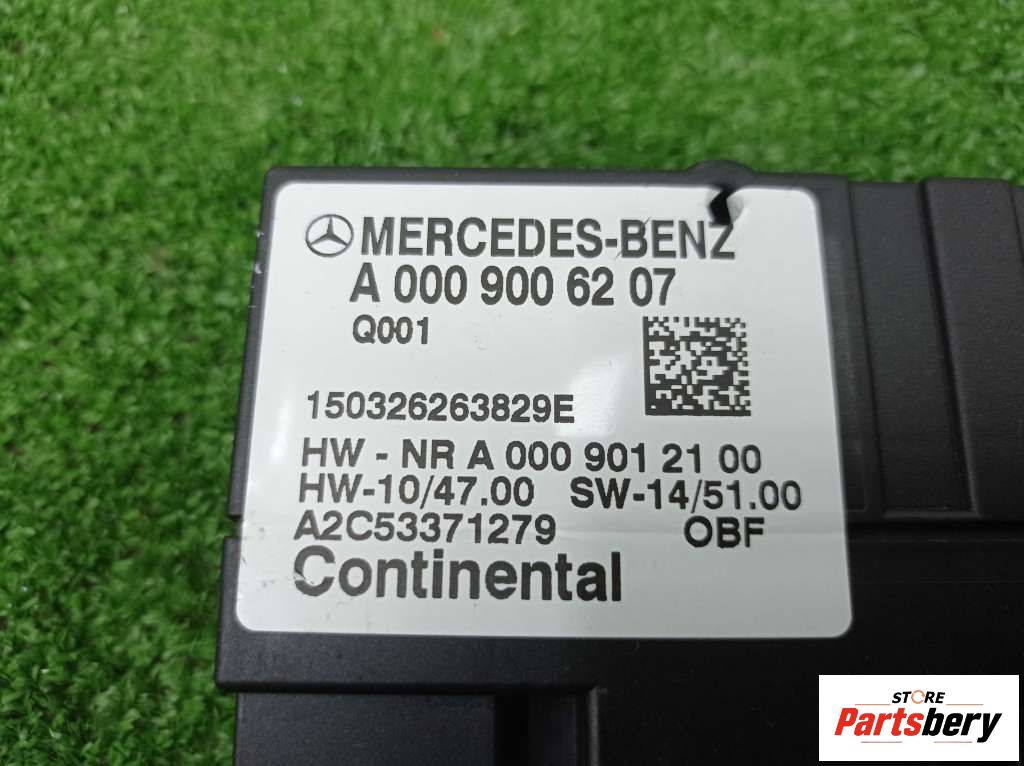 MERCEDES-BENZ
A 000 900 62 07
Q001
150326263829E
HW - NR A 000 901 21 00
HW-10/47.00 SW-14/51.00
A2C53371279 OBF
Continental
STORE
Partsbery